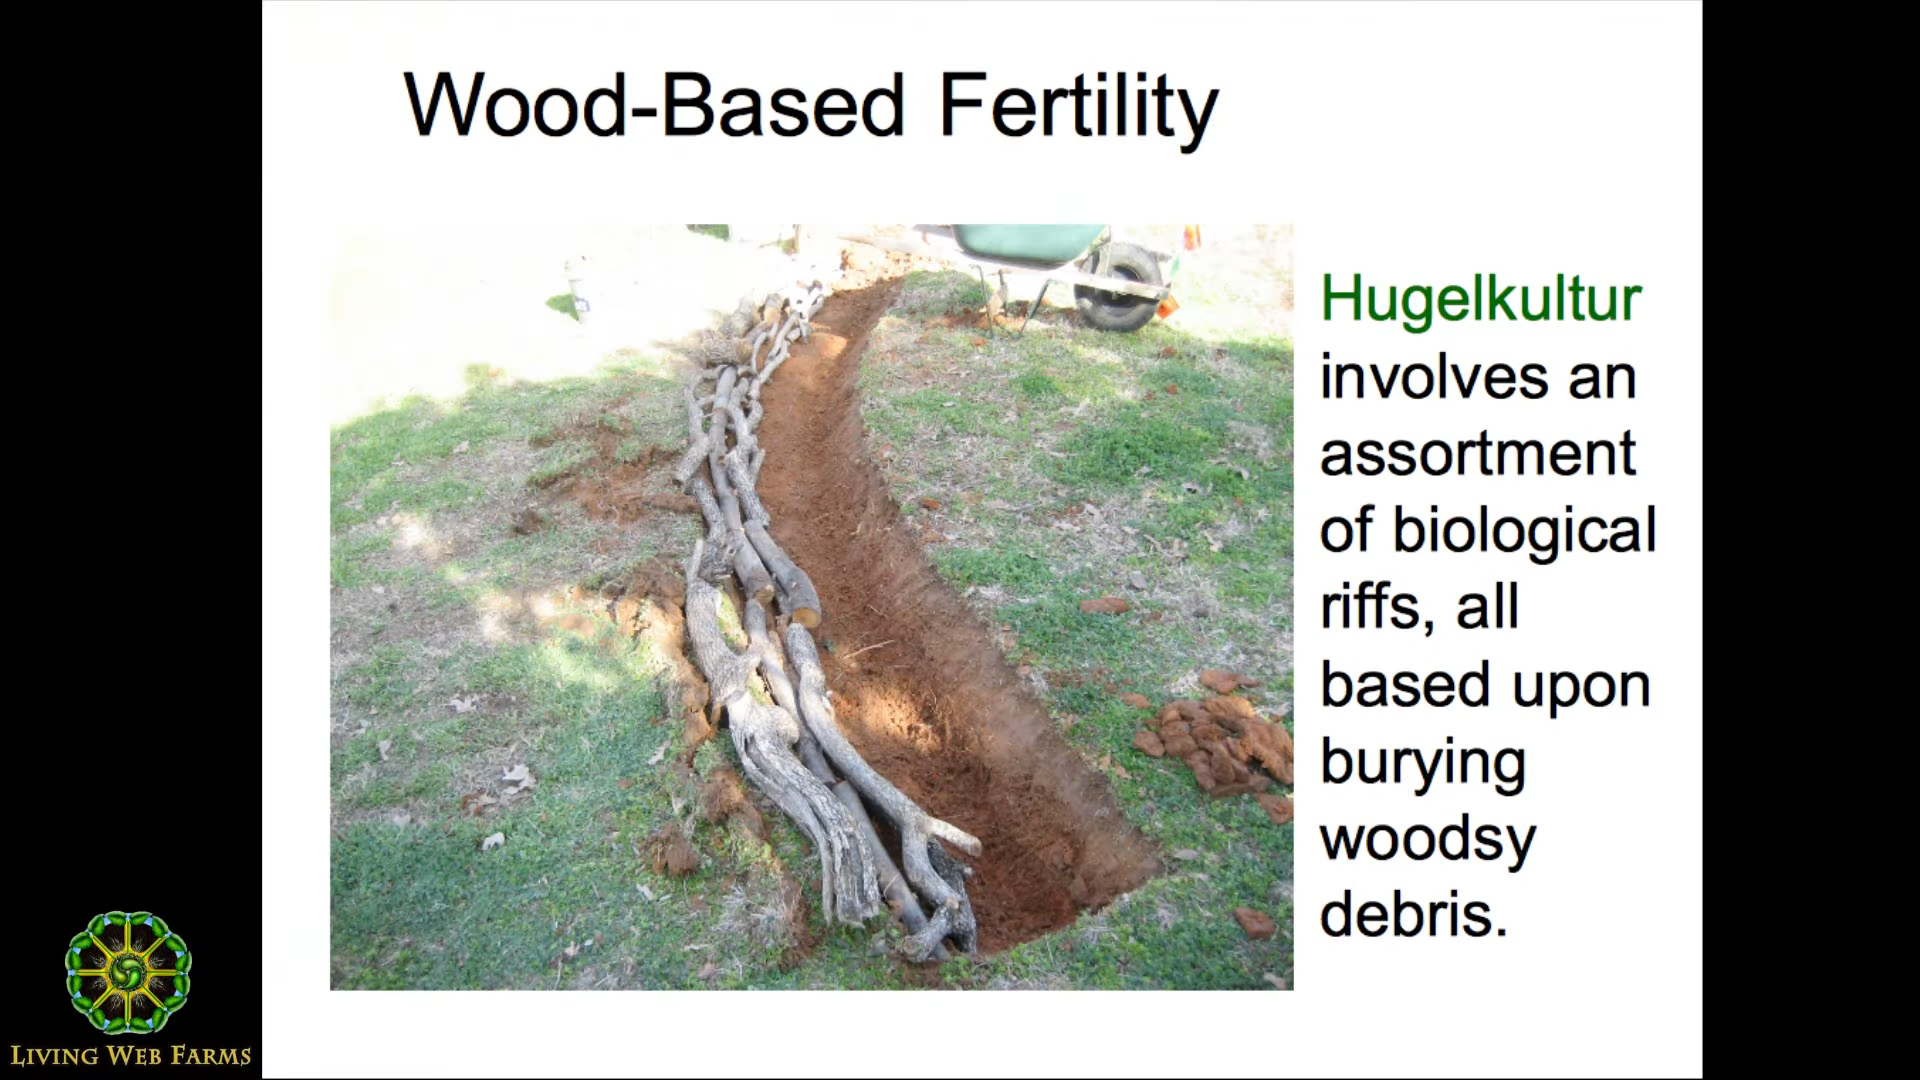 Wood-Based Fertility
Hugelkultur
involves an
assortment
of biological
riffs, all
based upon
burying
woodsy
debris.
LIVING WEB FARMS